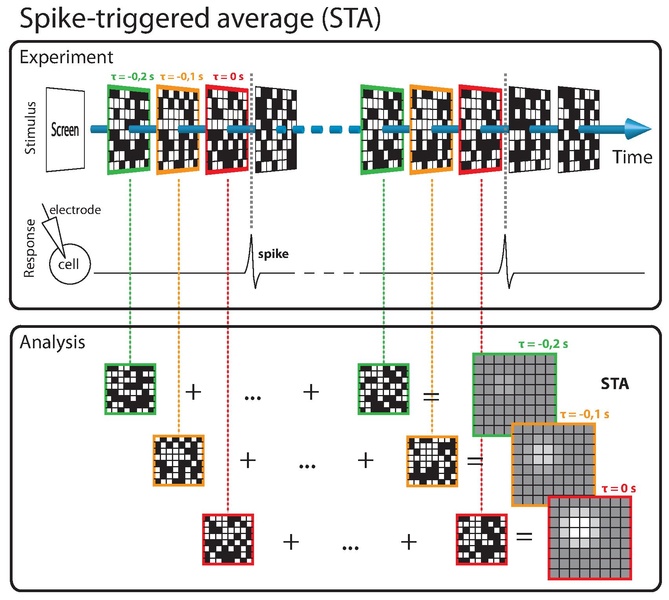 Spike-triggered average (STA)
Experiment
τ = -0,2 s
τ = -0,1 s
τ = 0 s
Stimulus
Screen
Time
Response
electrode
cell
spike
Analysis
τ = -0,2 s
+ ... + =
STA
τ = -0,1 s
+ ... + =
τ = 0 s
+ ... + =